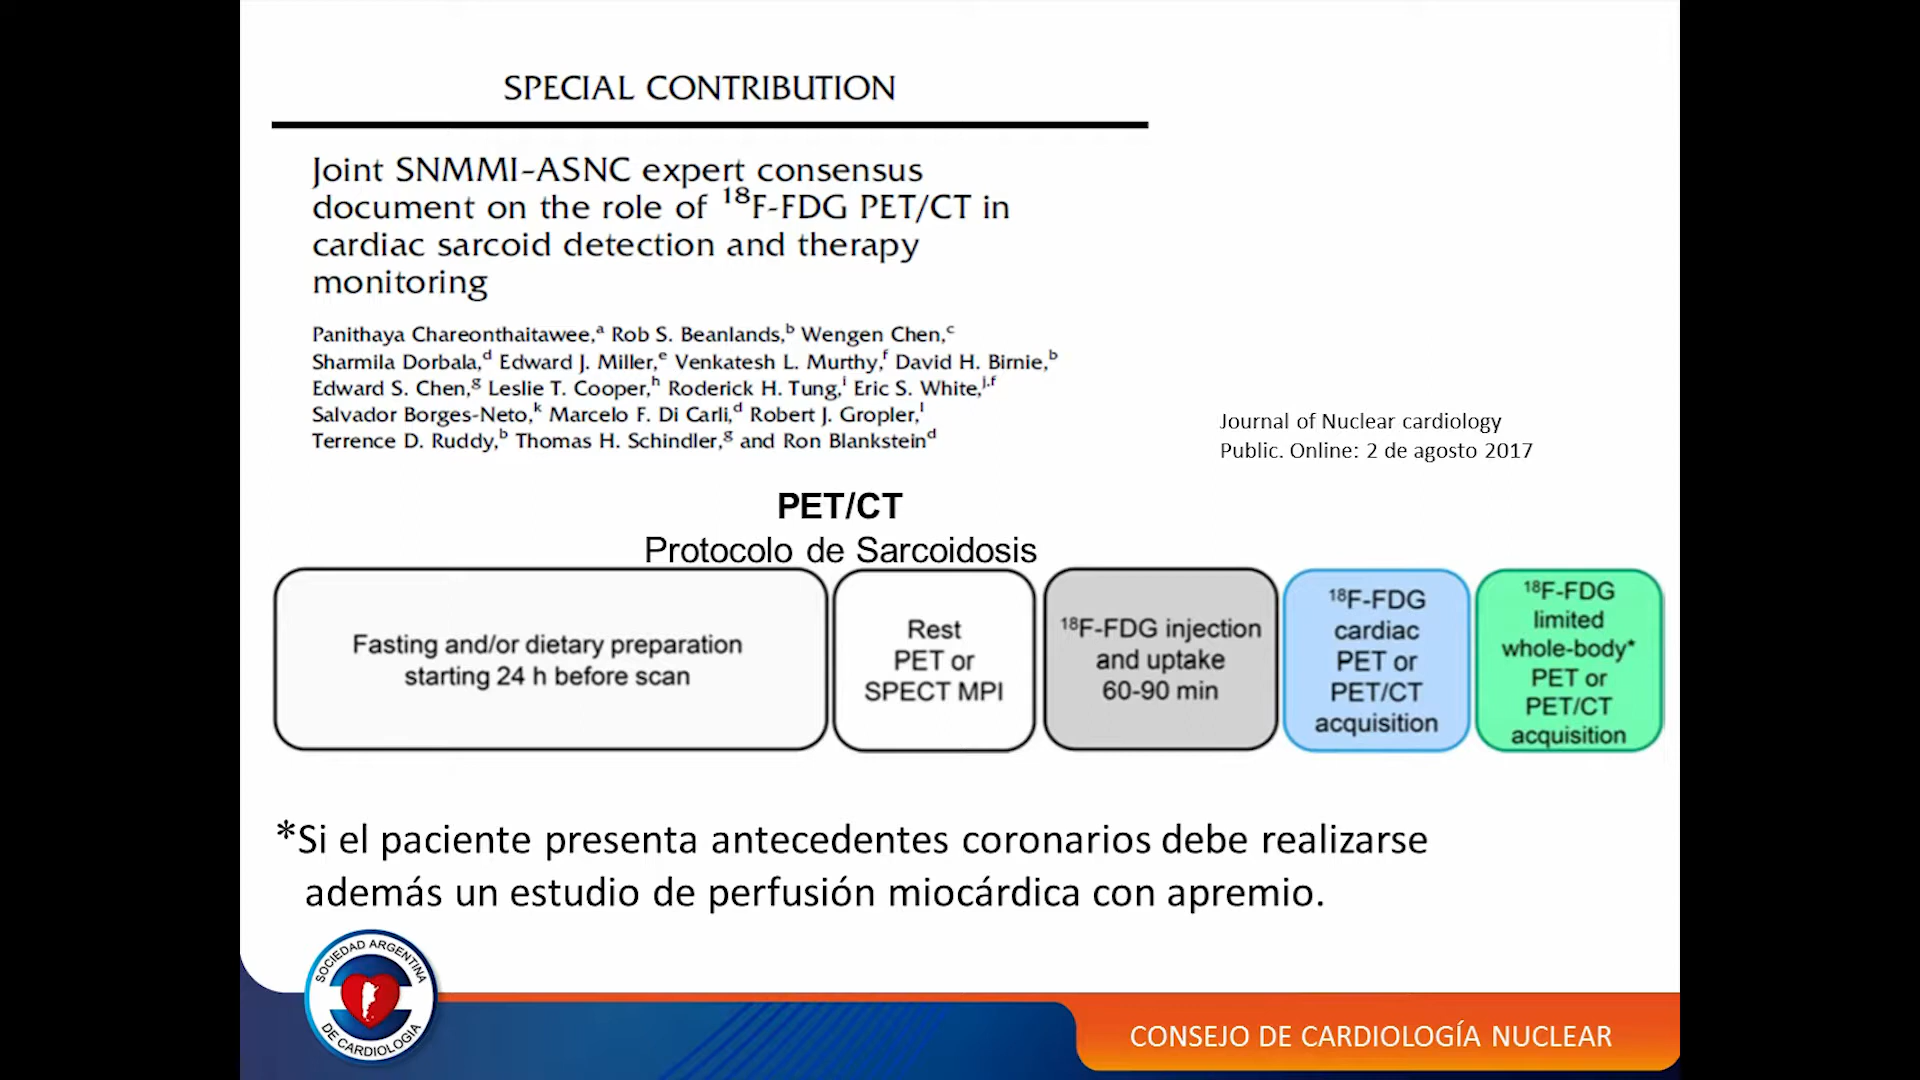 SPECIAL CONTRIBUTION
Joint SNMMI-ASNC expert consensus
document on the role of ¹⁸F-FDG PET/CT in
cardiac sarcoid detection and therapy
monitoring
Panithaya Chareonthaitawee,ᵃ Rob S. Beanlands,ᵇ Wengen Chen,ᶜ
Sharmila Dorbala,ᵈ Edward J. Miller,ᵉ Venkatesh L. Murthy,ᶠ David H. Birnie,ᵇ
Edward S. Chen,ᵍ Leslie T. Cooper,ʰ Roderick H. Tung,ⁱ Eric S. White,ʲ,ᶠ
Salvador Borges-Neto,ᵏ Marcelo F. Di Carli,ᵈ Robert J. Gropler,ˡ
Terrence D. Ruddy,ᵇ Thomas H. Schindler,ᵍ and Ron Blanksteinᵈ
Journal of Nuclear cardiology
Public. Online: 2 de agosto 2017
PET/CT
Protocolo de Sarcoidosis
Fasting and/or dietary preparation
starting 24 h before scan
Rest
PET or
SPECT MPI
¹⁸F-FDG injection
and uptake
60-90 min
¹⁸F-FDG
cardiac
PET or
PET/CT
acquisition
¹⁸F-FDG
limited
whole-body*
PET or
PET/CT
acquisition
*Si el paciente presenta antecedentes coronarios debe realizarse
además un estudio de perfusión miocárdica con apremio.
SOCIEDAD ARGENTINA
DE CARDIOLOGIA
CONSEJO DE CARDIOLOGÍA NUCLEAR